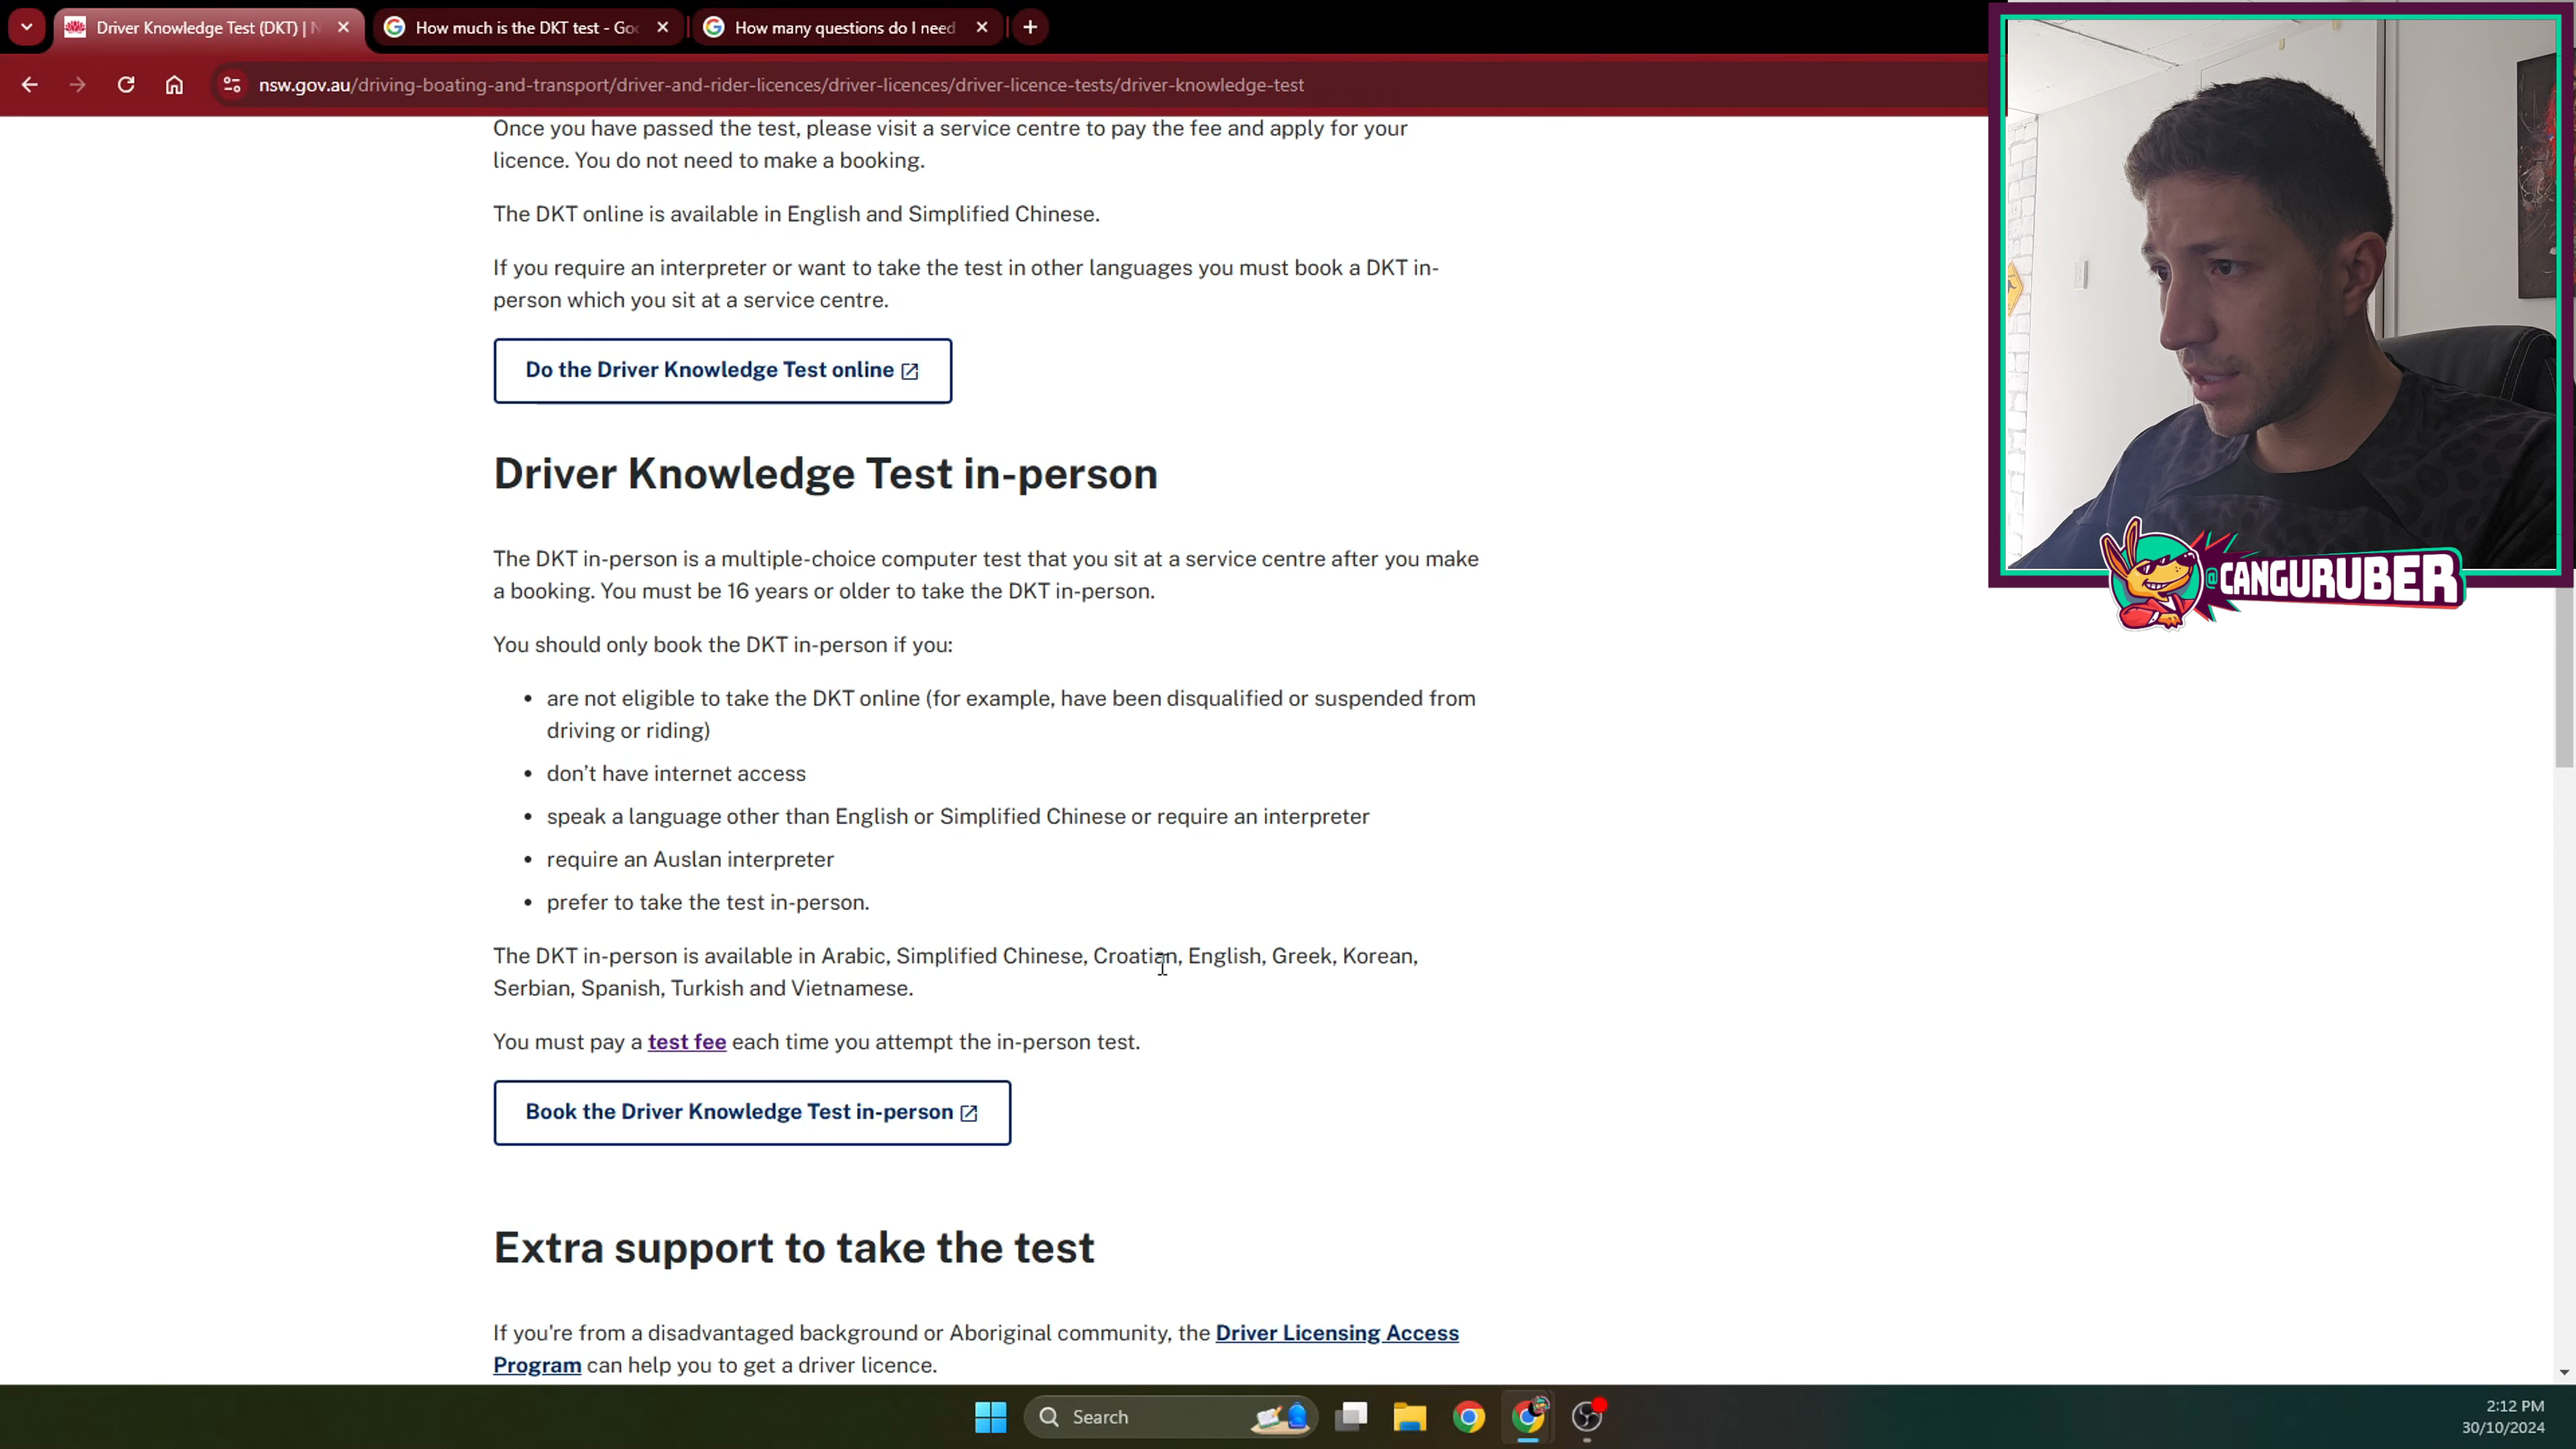 Driver Knowledge Test (DKT) | N
How much is the DKT test - Goo
How many questions do I need
nsw.gov.au/driving-boating-and-transport/driver-and-rider-licences/driver-licences/driver-licence-tests/driver-knowledge-test
Once you have passed the test, please visit a service centre to pay the fee and apply for your
licence. You do not need to make a booking.
The DKT online is available in English and Simplified Chinese.
If you require an interpreter or want to take the test in other languages you must book a DKT in-
person which you sit at a service centre.
Do the Driver Knowledge Test online
Driver Knowledge Test in-person
The DKT in-person is a multiple-choice computer test that you sit at a service centre after you make
a booking. You must be 16 years or older to take the DKT in-person.
You should only book the DKT in-person if you:
• are not eligible to take the DKT online (for example, have been disqualified or suspended from
driving or riding)
• don't have internet access
• speak a language other than English or Simplified Chinese or require an interpreter
• require an Auslan interpreter
• prefer to take the test in-person.
The DKT in-person is available in Arabic, Simplified Chinese, Croatian, English, Greek, Korean,
Serbian, Spanish, Turkish and Vietnamese.
You must pay a test fee each time you attempt the in-person test.
Book the Driver Knowledge Test in-person
Extra support to take the test
If you're from a disadvantaged background or Aboriginal community, the Driver Licensing Access
Program can help you to get a driver licence.
@CANGURUBER
Search
2:12 PM
30/10/2024